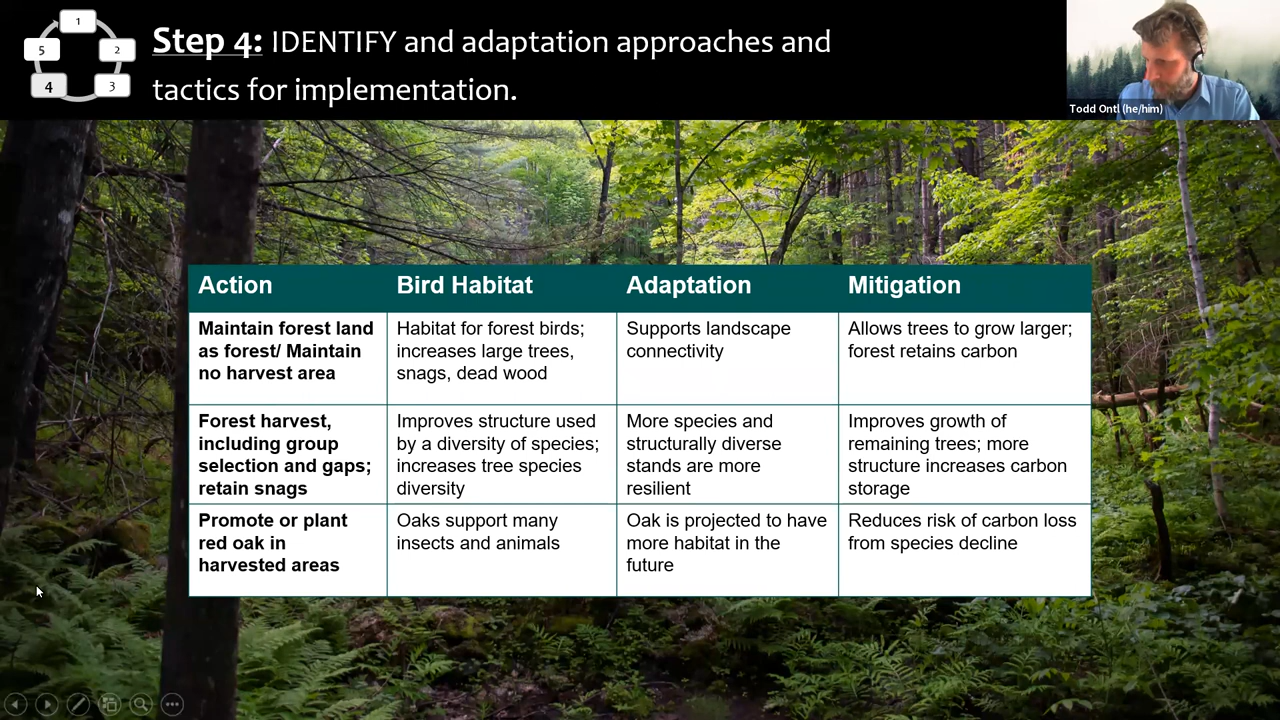 1
5
2
4
3
Step 4: IDENTIFY and adaptation approaches and
tactics for implementation.
Todd Ontl (he/him)
Action
Bird Habitat
Adaptation
Mitigation
Maintain forest land
as forest/ Maintain
no harvest area
Habitat for forest birds;
increases large trees,
snags, dead wood
Supports landscape
connectivity
Allows trees to grow larger;
forest retains carbon
Forest harvest,
including group
selection and gaps;
retain snags
Improves structure used
by a diversity of species;
increases tree species
diversity
More species and
structurally diverse
stands are more
resilient
Improves growth of
remaining trees; more
structure increases carbon
storage
Promote or plant
red oak in
harvested areas
Oaks support many
insects and animals
Oak is projected to have
more habitat in the
future
Reduces risk of carbon loss
from species decline